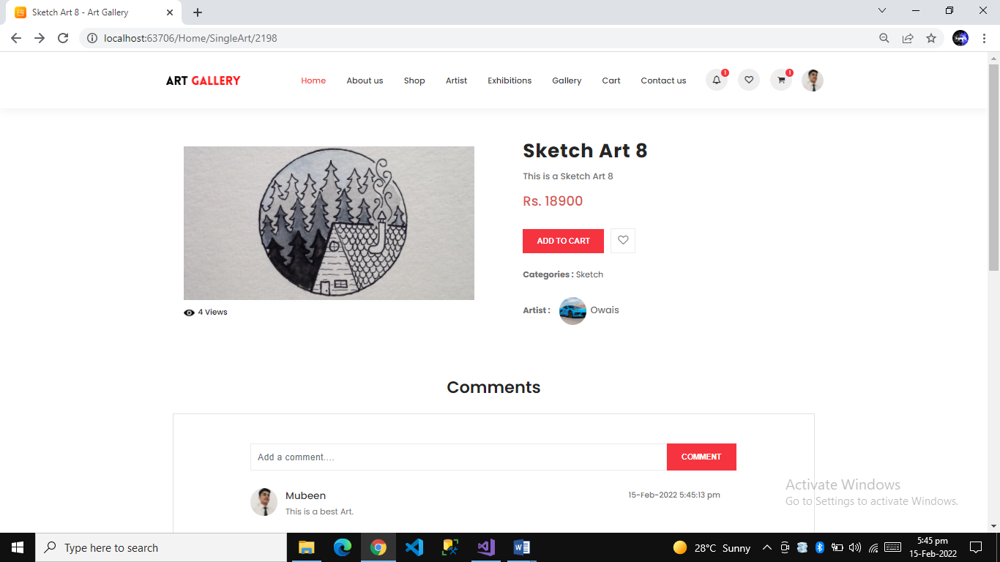 Sketch Art 8 - Art Gallery
localhost:63706/Home/SingleArt/2198
ART GALLERY Home About us Shop Artist Exhibitions Gallery Cart Contact us 1 1
Sketch Art 8
This is a Sketch Art 8
Rs. 18900
ADD TO CART
Categories : Sketch
Artist : Owais
4 Views
Comments
Add a comment.... COMMENT
Mubeen 15-Feb-2022 5:45:13 pm
This is a best Art.
Activate Windows
Go to Settings to activate Windows.
Type here to search 28°C Sunny 5:45 pm
15-Feb-2022